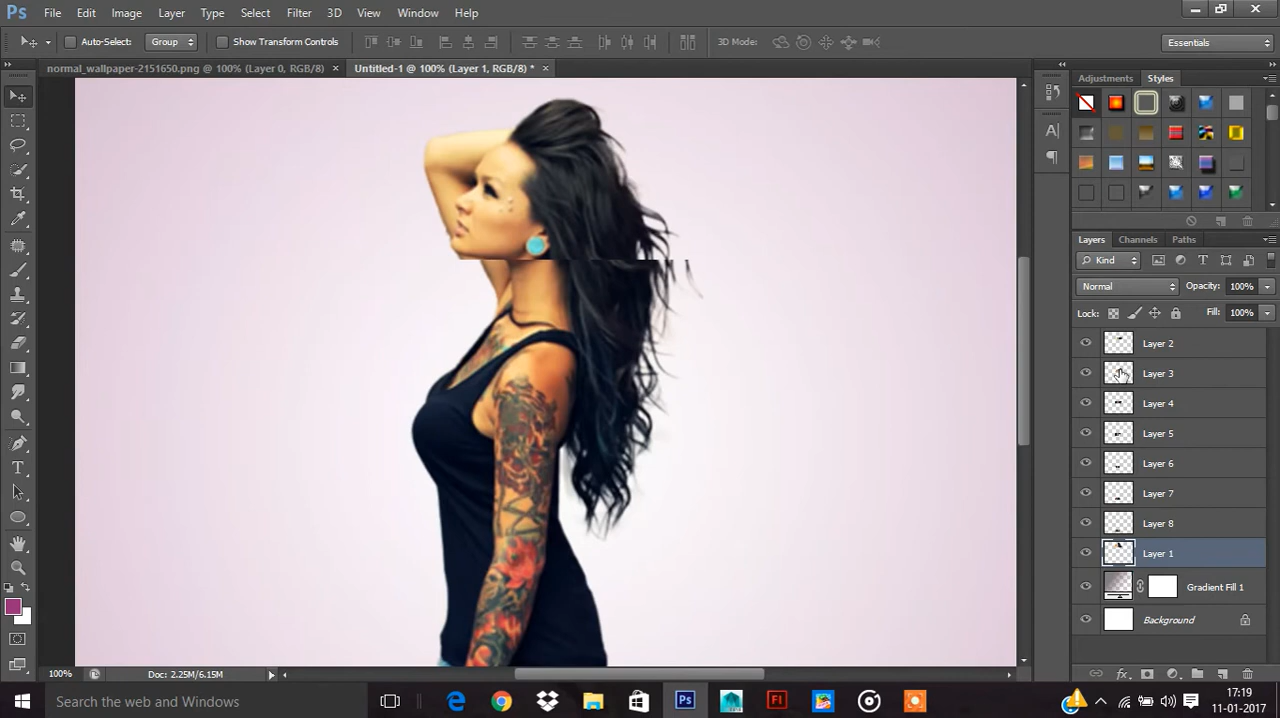 Ps File Edit Image Layer Type Select Filter 3D View Window Help
Auto-Select: Group Show Transform Controls 3D Mode: Essentials
normal_wallpaper-2151650.png @ 100% (Layer 0, RGB/8) × Untitled-1 @ 100% (Layer 1, RGB/8) * ×
Adjustments Styles
Layers Channels Paths
Kind
Normal Opacity: 100%
Lock: Fill: 100%
Layer 2
Layer 3
Layer 4
Layer 5
Layer 6
Layer 7
Layer 8
Layer 1
Gradient Fill 1
Background
100% Doc: 2.25M/6.15M
Search the web and Windows
17:19
11-01-2017